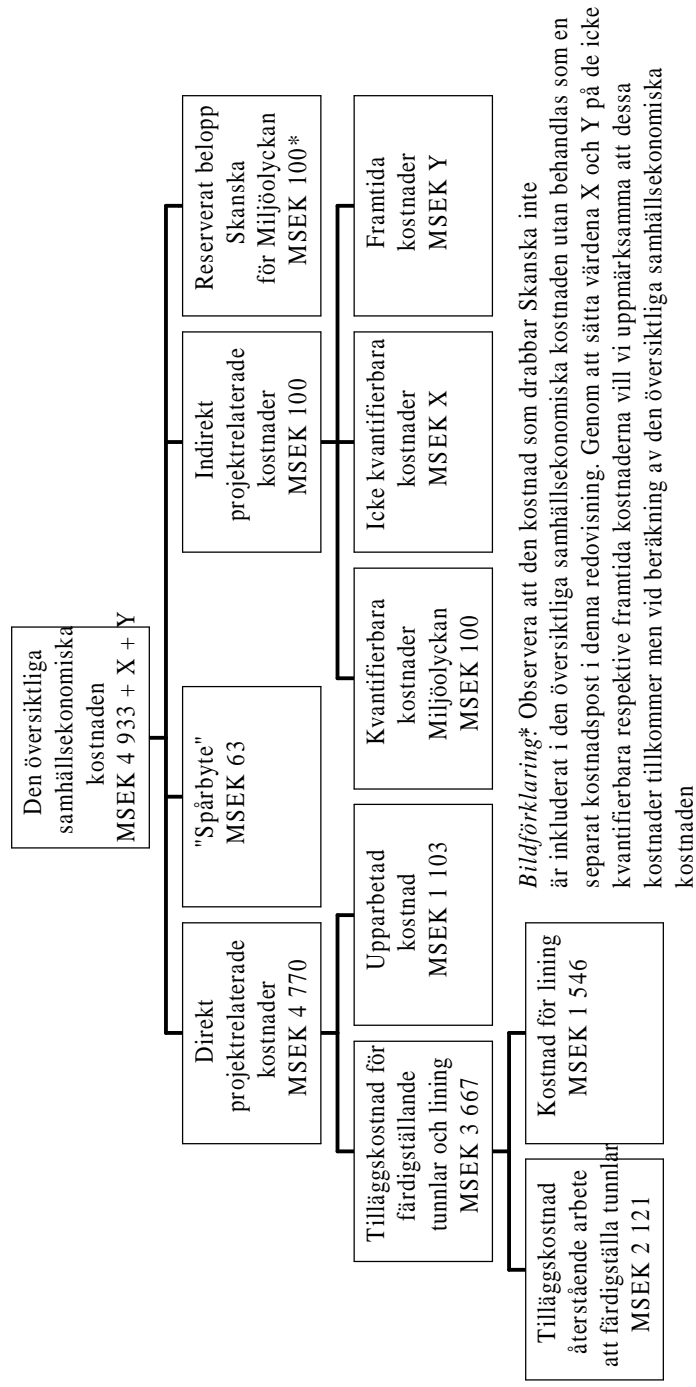 Den översiktliga
samhällsekonomiska
kostnaden
MSEK 4 933 + X + Y
Direkt
projektrelaterade
kostnader
MSEK 4 770
"Spårbyte"
MSEK 63
Indirekt
projektrelaterade
kostnader
MSEK 100
Reserverat belopp
Skanska
för Miljöolyckan
MSEK 100*
Tilläggskostnad för
färdigställande
tunnlar och lining
MSEK 3 667
Upparbetad
kostnad
MSEK 1 103
Kvantifierbara
kostnader
Miljöolyckan
MSEK 100
Icke kvantifierbara
kostnader
MSEK X
Framtida
kostnader
MSEK Y
Tilläggskostnad
återstående arbete
att färdigställa tunnlar
MSEK 2 121
Kostnad för lining
MSEK 1 546
Bildförklaring* Observera att den kostnad som drabbar Skanska inte
är inkluderat i den översiktliga samhällsekonomiska kostnaden utan behandlas som en
separat kostnadspost i denna redovisning. Genom att sätta värdena X och Y på de icke
kvantifierbara respektive framtida kostnaderna vill vi uppmärksamma att dessa
kostnader tillkommer men vid beräkning av den översiktliga samhällsekonomiska
kostnaden